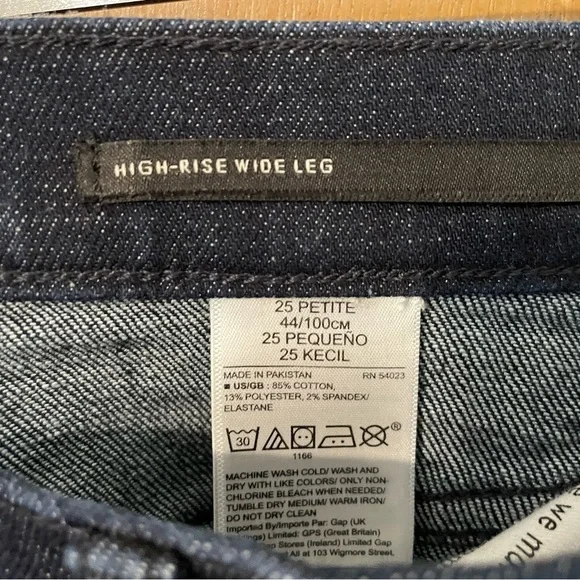 HIGH-RISE WIDE LEG
25 PETITE
44/100CM
25 PEQUEÑO
25 KECIL
MADE IN PAKISTAN RN 54023
■ US/GB : 85% COTTON,
13% POLYESTER, 2% SPANDEX/
ELASTANE
30
1166
MACHINE WASH COLD/ WASH AND
DRY WITH LIKE COLORS/ ONLY NON-
CHLORINE BLEACH WHEN NEEDED/
TUMBLE DRY MEDIUM/ WARM IRON/
DO NOT DRY CLEAN
Imported By/Importe Par: Gap (UK
Limited: GPS (Great Britain)
Stores (Ireland) Limited Gap
All at 103 Wigmore Street,
we